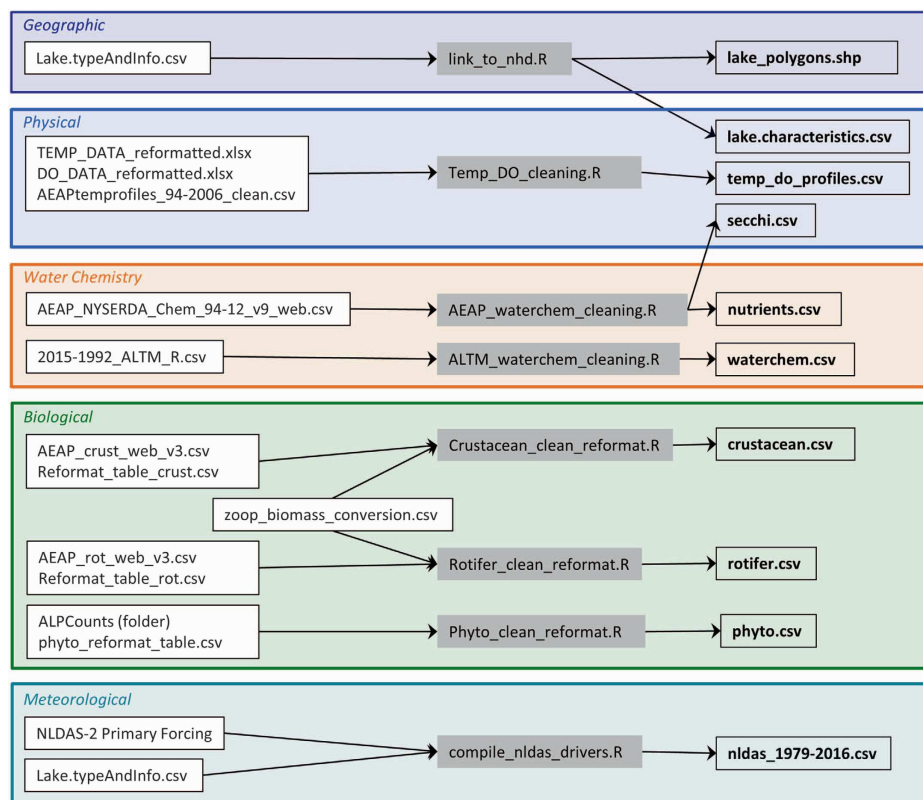 Geographic
Lake.typeAndInfo.csv
link_to_nhd.R
lake_polygons.shp
Physical
lake.characteristics.csv
TEMP_DATA_reformatted.xlsx
DO_DATA_reformatted.xlsx
AEAPtemprofiles_94-2006_clean.csv
Temp_DO_cleaning.R
temp_do_profiles.csv
secchi.csv
Water Chemistry
AEAP_NYSERDA_Chem_94-12_v9_web.csv
AEAP_waterchem_cleaning.R
nutrients.csv
2015-1992_ALTM_R.csv
ALTM_waterchem_cleaning.R
waterchem.csv
Biological
AEAP_crust_web_v3.csv
Reformat_table_crust.csv
Crustacean_clean_reformat.R
crustacean.csv
zoop_biomass_conversion.csv
AEAP_rot_web_v3.csv
Reformat_table_rot.csv
Rotifer_clean_reformat.R
rotifer.csv
ALPCounts (folder)
phyto_reformat_table.csv
Phyto_clean_reformat.R
phyto.csv
Meteorological
NLDAS-2 Primary Forcing
Lake.typeAndInfo.csv
compile_nldas_drivers.R
nldas_1979-2016.csv